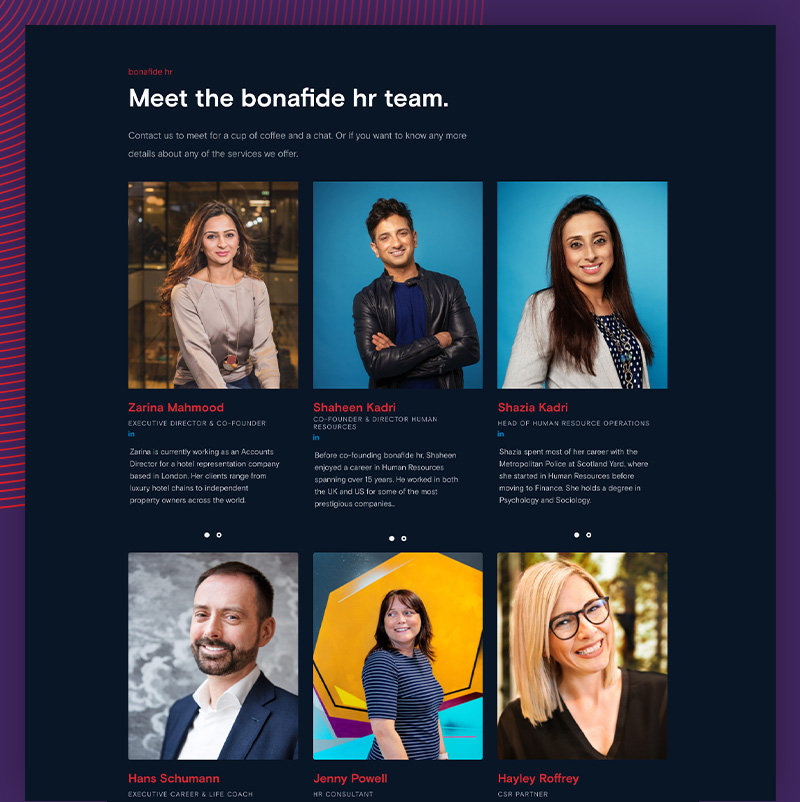 bonafide hr
Meet the bonafide hr team.
Contact us to meet for a cup of coffee and a chat. Or if you want to know any more
details about any of the services we offer.
Zarina Mahmood
EXECUTIVE DIRECTOR & CO-FOUNDER
in
Zarina is currently working as an Accounts
Director for a hotel representation company
based in London. Her clients range from
luxury hotel chains to independent
property owners across the world.
Shaheen Kadri
CO-FOUNDER & DIRECTOR HUMAN
RESOURCES
in
Before co-founding bonafide hr, Shaheen
enjoyed a career in Human Resources
spanning over 15 years. He worked in both
the UK and US for some of the most
prestigious companies..
Shazia Kadri
HEAD OF HUMAN RESOURCE OPERATIONS
in
Shazia spent most of her career with the
Metropolitan Police at Scotland Yard, where
she started in Human Resources before
moving to Finance. She holds a degree in
Psychology and Sociology.
Hans Schumann
EXECUTIVE CAREER & LIFE COACH
Jenny Powell
HR CONSULTANT
Hayley Roffrey
CSR PARTNER